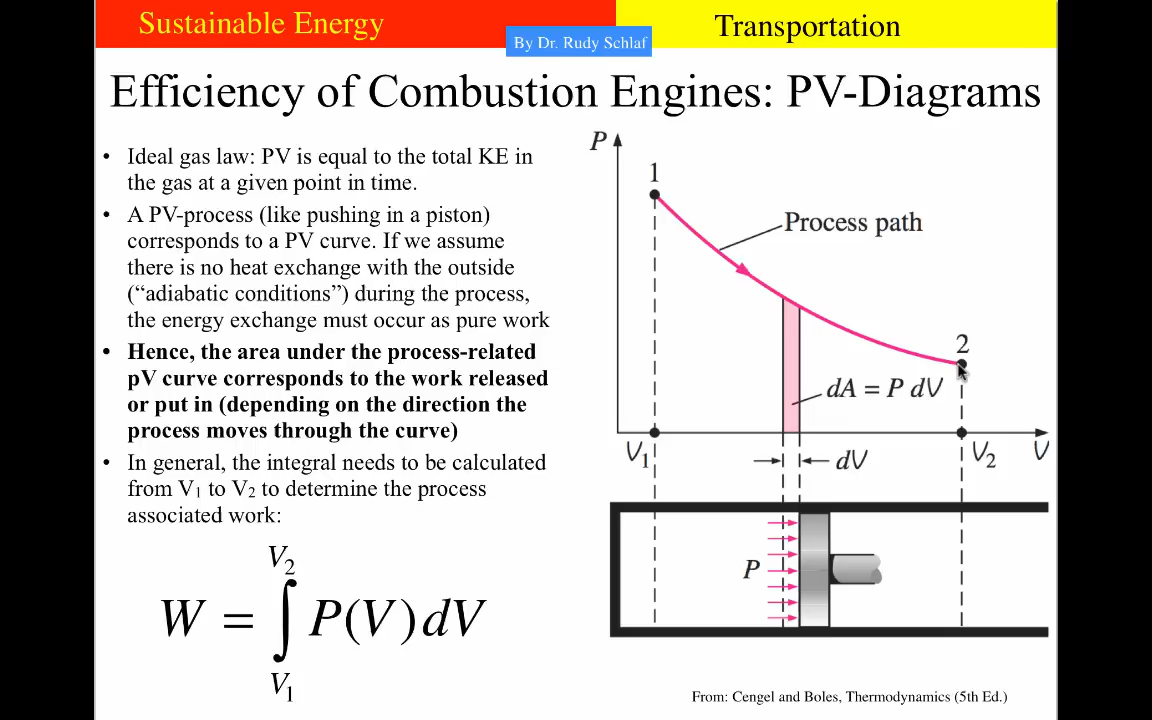 Sustainable Energy
By Dr. Rudy Schlaf
Transportation
Efficiency of Combustion Engines: PV-Diagrams
• Ideal gas law: PV is equal to the total KE in
the gas at a given point in time.
• A PV-process (like pushing in a piston)
corresponds to a PV curve. If we assume
there is no heat exchange with the outside
(“adiabatic conditions”) during the process,
the energy exchange must occur as pure work
• Hence, the area under the process-related
pV curve corresponds to the work released
or put in (depending on the direction the
process moves through the curve)
• In general, the integral needs to be calculated
from V₁ to V₂ to determine the process
associated work:
W = ∫ P(V) dV
V₂
V₁
P
1
Process path
2
dA = P dV
V₁
dV
V₂
V
P
From: Cengel and Boles, Thermodynamics (5th Ed.)